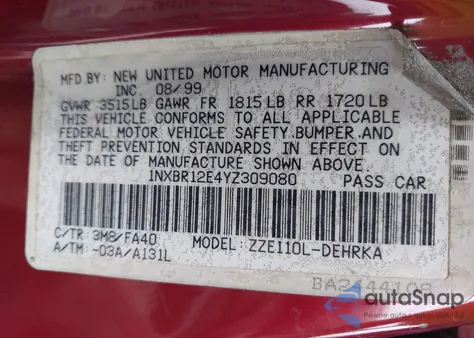 MFD.BY: NEW UNITED MOTOR MANUFACTURING
INC. 08/99
GVWR 3515LB GAWR FR 1815LB RR 1720LB
THIS VEHICLE CONFORMS TO ALL APPLICABLE
FEDERAL MOTOR VEHICLE SAFETY,BUMPER,AND
THEFT PREVENTION STANDARDS IN EFFECT ON
THE DATE OF MANUFACTURE SHOWN ABOVE.
1NXBR12E4YZ309080 PASS CAR
C/TR: 3M8/FA40 MODEL: ZZE110L-DEHRKA
A/TM: -03A/A131L
autoSnap